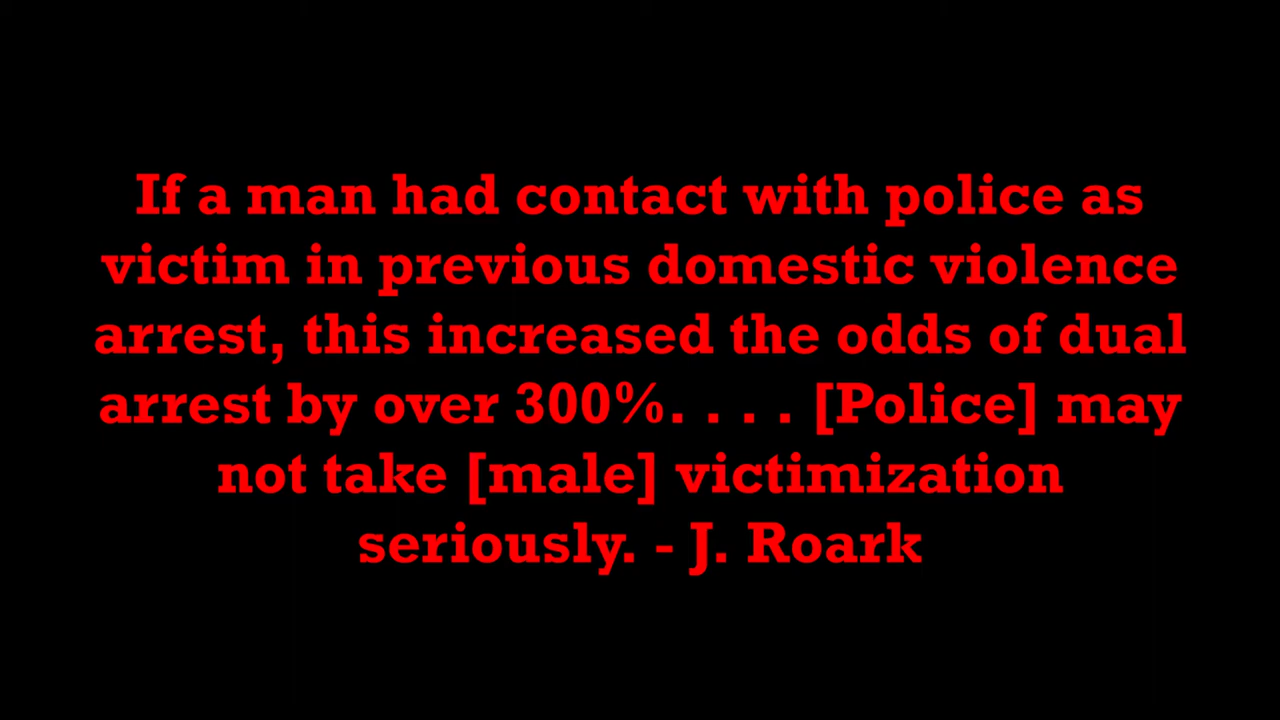 If a man had contact with police as
victim in previous domestic violence
arrest, this increased the odds of dual
arrest by over 300%. . . . [Police] may
not take [male] victimization
seriously. - J. Roark